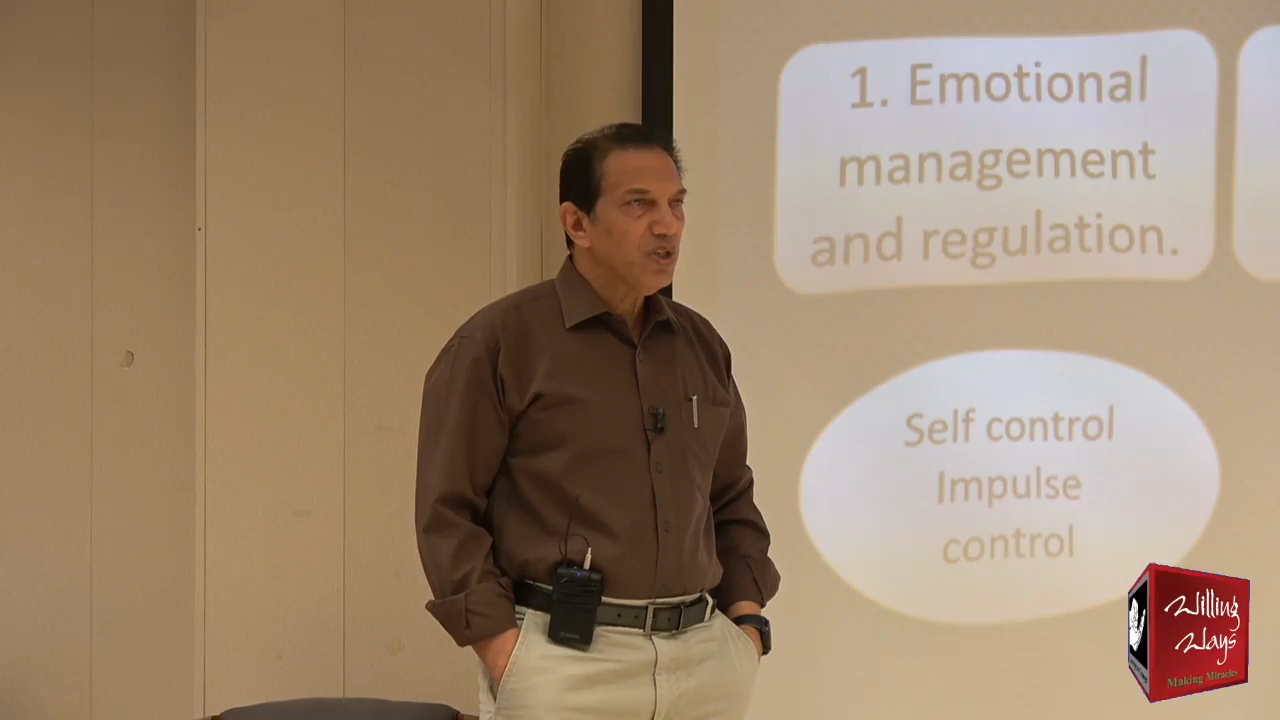 1. Emotional
management
and regulation.
Self control
Impulse
control
Willing
Ways
Making Miracles